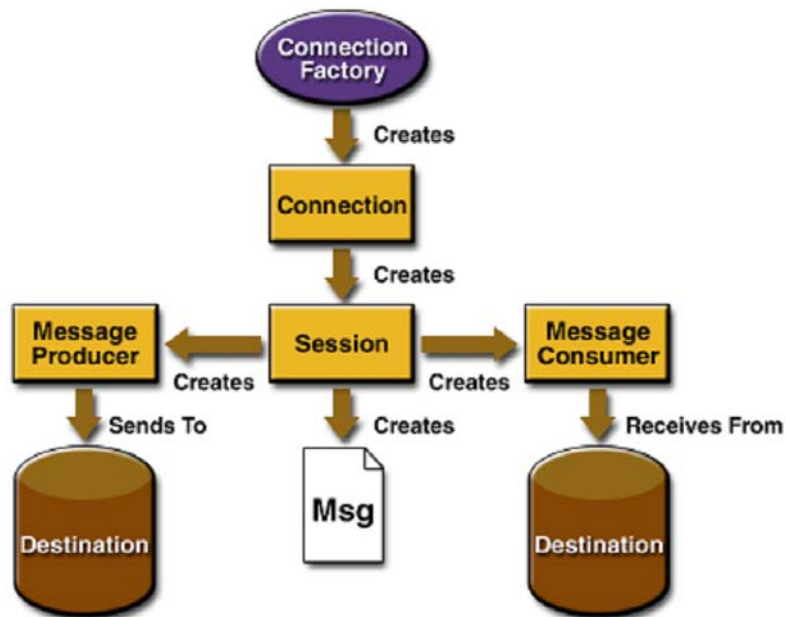 Connection
Factory
Creates
Connection
Creates
Message
Producer
Session
Message
Consumer
Creates
Creates
Sends To
Creates
Receives From
Msg
Destination
Destination